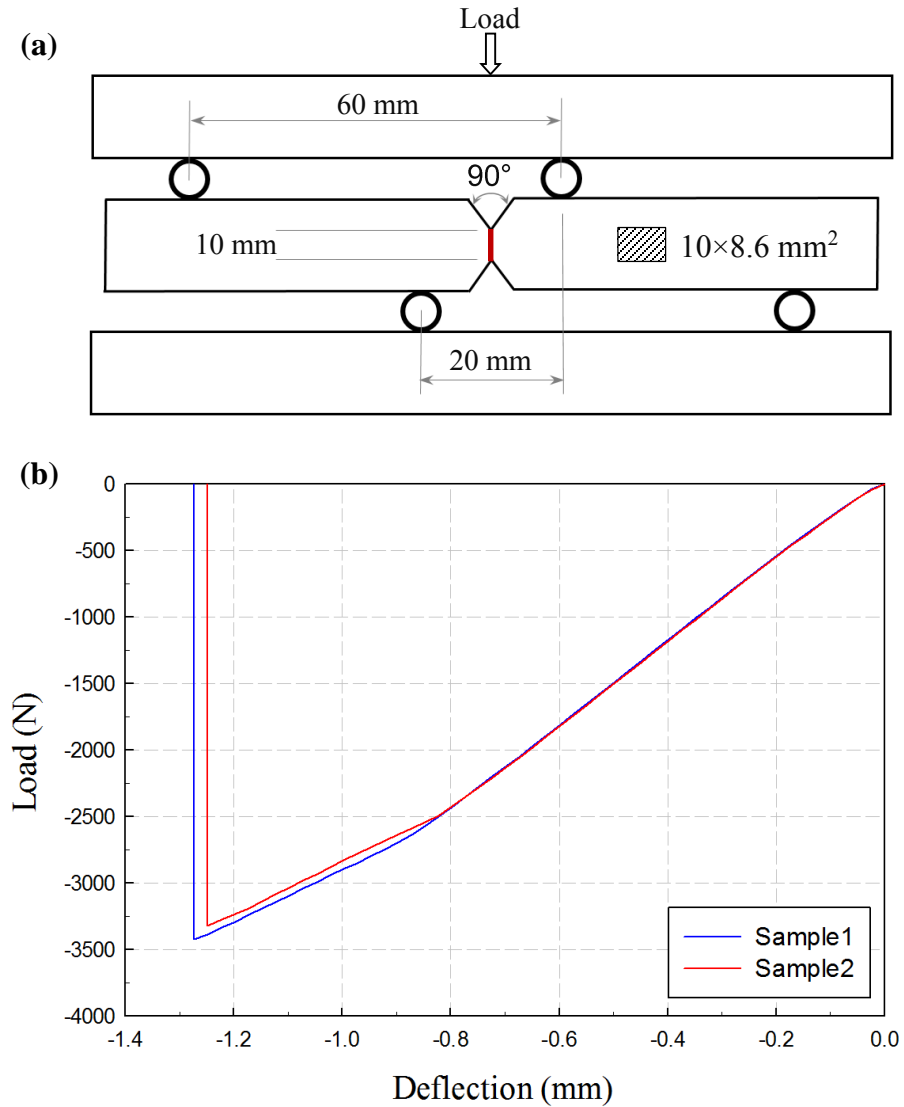 (a)
Load
60 mm
90°
10 mm
10×8.6 mm²
20 mm
(b)
0
-500
-1000
-1500
-2000
-2500
-3000
-3500
-4000
Load (N)
Sample1
Sample2
-1.4 -1.2 -1.0 -0.8 -0.6 -0.4 -0.2 0.0
Deflection (mm)